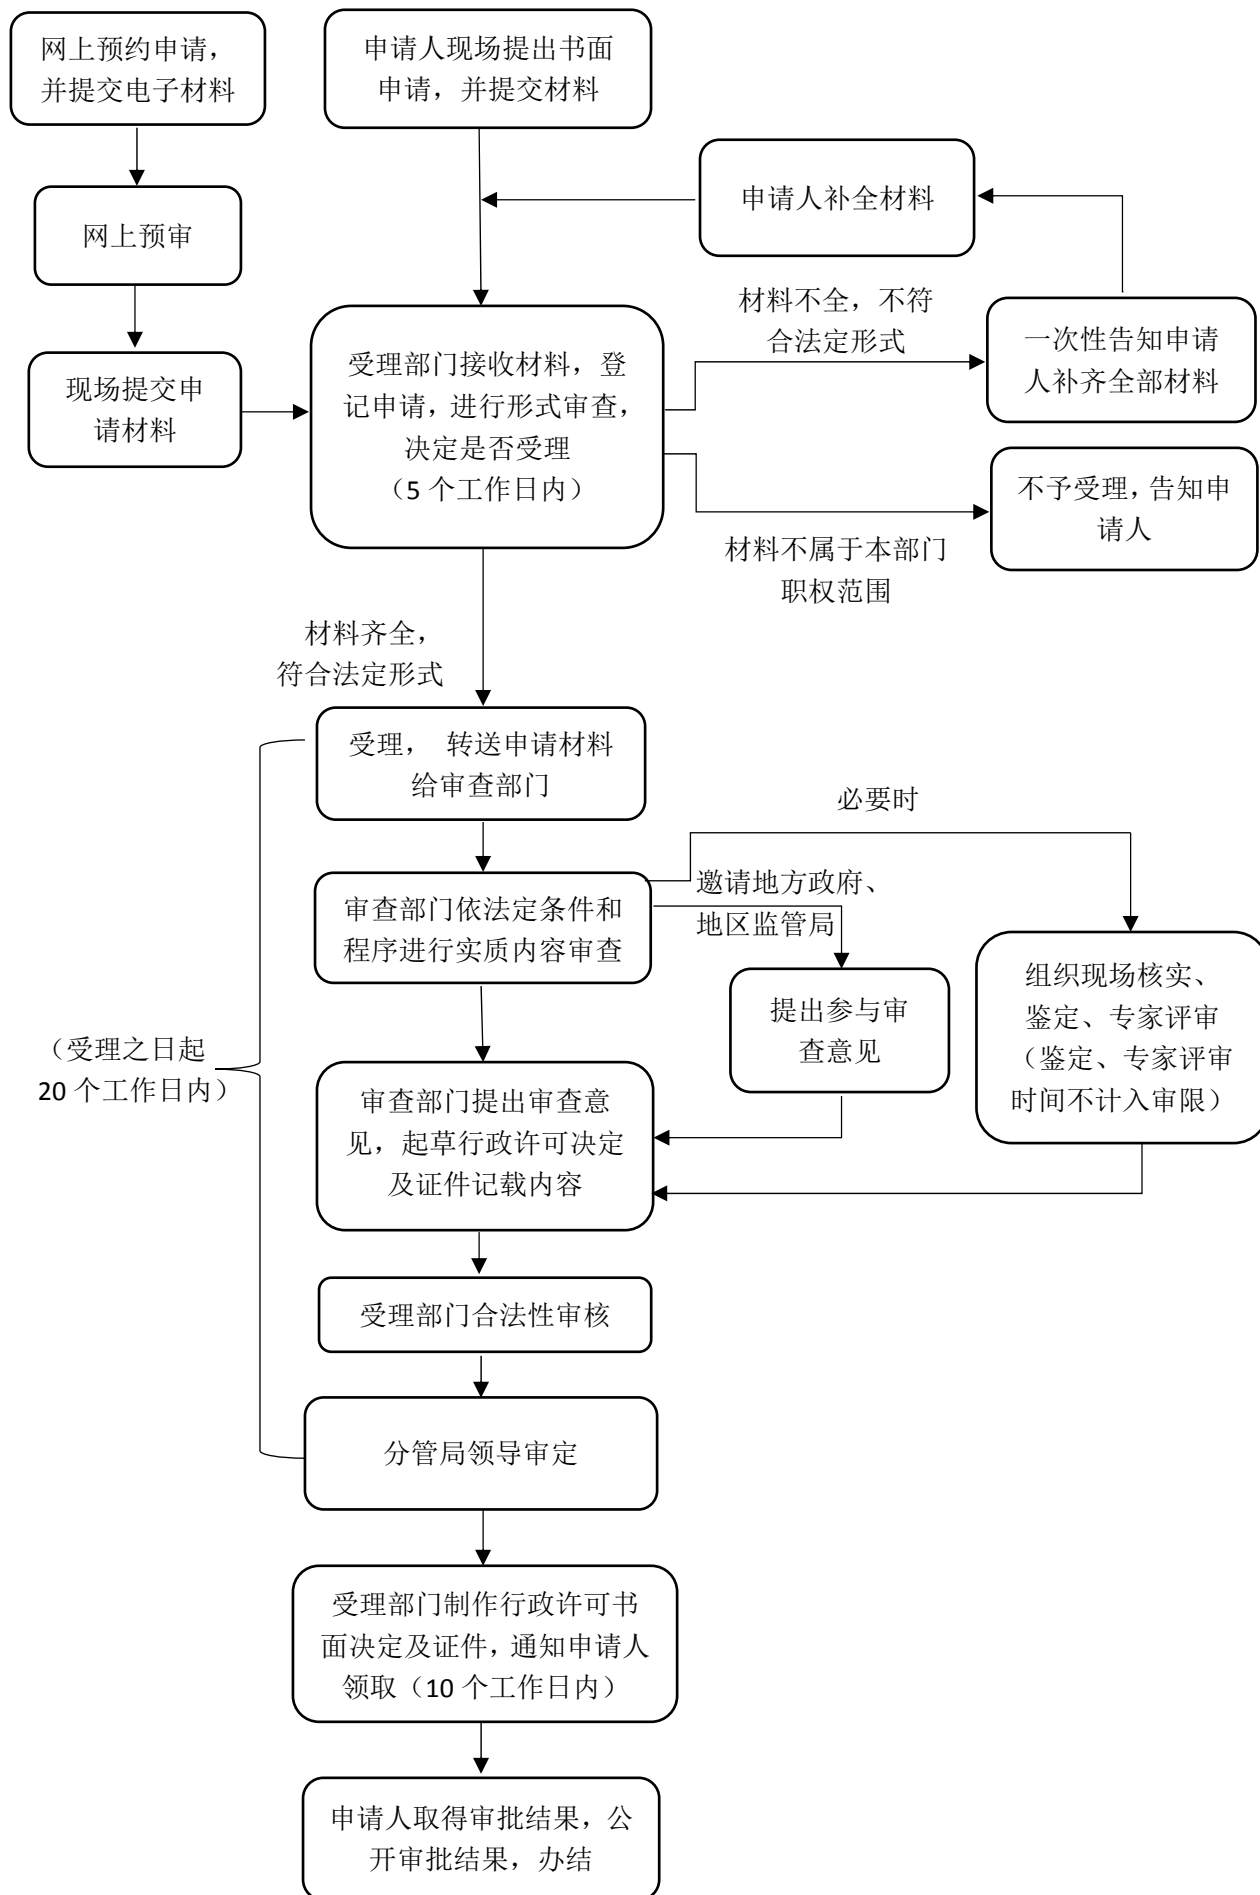 网上预约申请，
并提交电子材料
申请人现场提出书面
申请，并提交材料
申请人补全材料
网上预审
材料不全，不符
合法定形式
一次性告知申请
人补齐全部材料
受理部门接收材料，登
记申请，进行形式审查，
决定是否受理
（5 个工作日内）
现场提交申
请材料
不予受理，告知申
请人
材料不属于本部门
职权范围
材料齐全，
符合法定形式
受理， 转送申请材料
给审查部门
必要时
邀请地方政府、
地区监管局
审查部门依法定条件和
程序进行实质内容审查
提出参与审
查意见
组织现场核实、
鉴定、专家评审
（鉴定、专家评审
时间不计入审限）
（受理之日起
20 个工作日内）
审查部门提出审查意
见，起草行政许可决定
及证件记载内容
受理部门合法性审核
分管局领导审定
受理部门制作行政许可书
面决定及证件，通知申请人
领取（10 个工作日内）
申请人取得审批结果，公
开审批结果，办结